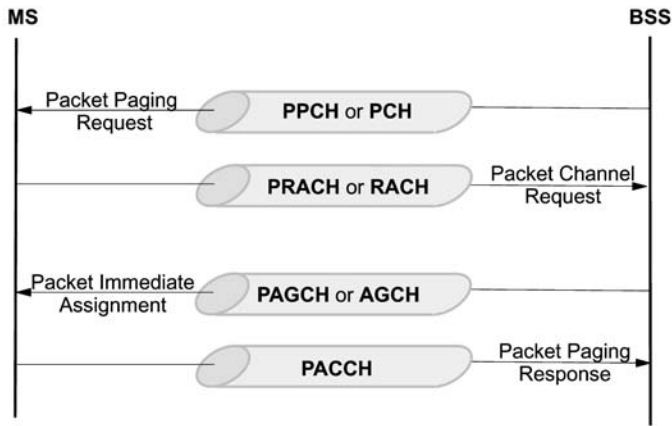 MS
BSS
Packet Paging
Request
PPCH or PCH
PRACH or RACH
Packet Channel
Request
Packet Immediate
Assignment
PAGCH or AGCH
PACCH
Packet Paging
Response